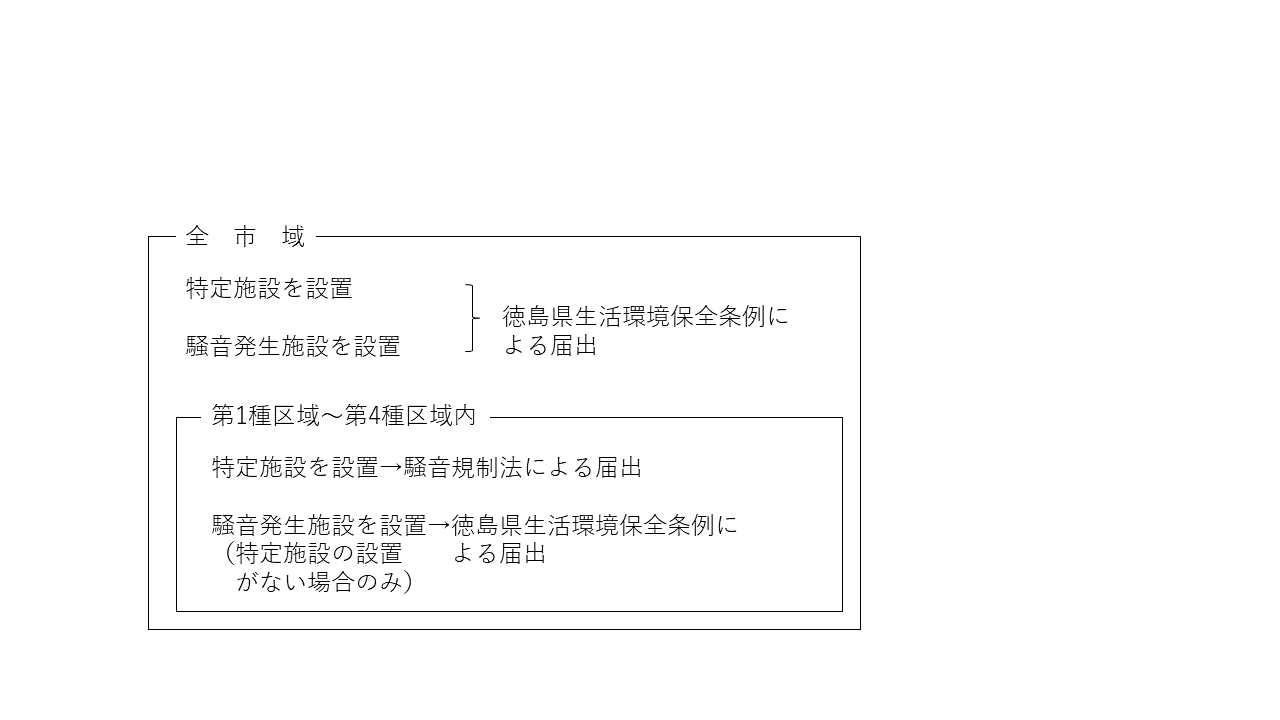 全　市　域
特定施設を設置
騒音発生施設を設置
徳島県生活環境保全条例に
よる届出
第1種区域～第4種区域内
特定施設を設置→騒音規制法による届出
騒音発生施設を設置→徳島県生活環境保全条例に
（特定施設の設置　　よる届出
がない場合のみ）